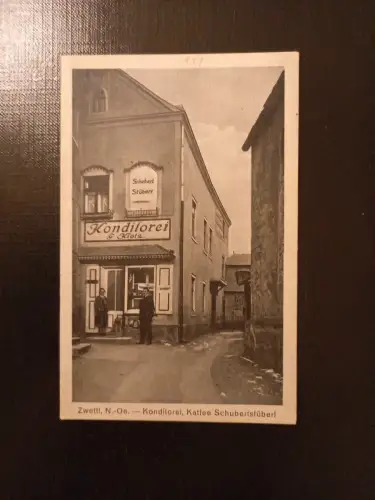 Schubert
Stüberl
Konditorei
Zwettl, N.-Oe. — Konditorei, Kaffee Schubertstüberl